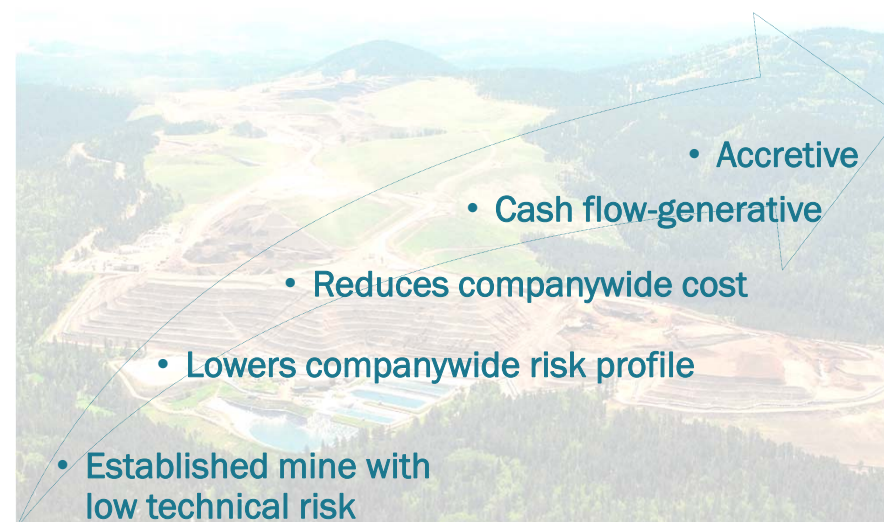 • Accretive
• Cash flow-generative
• Reduces companywide cost
• Lowers companywide risk profile
• Established mine with
low technical risk